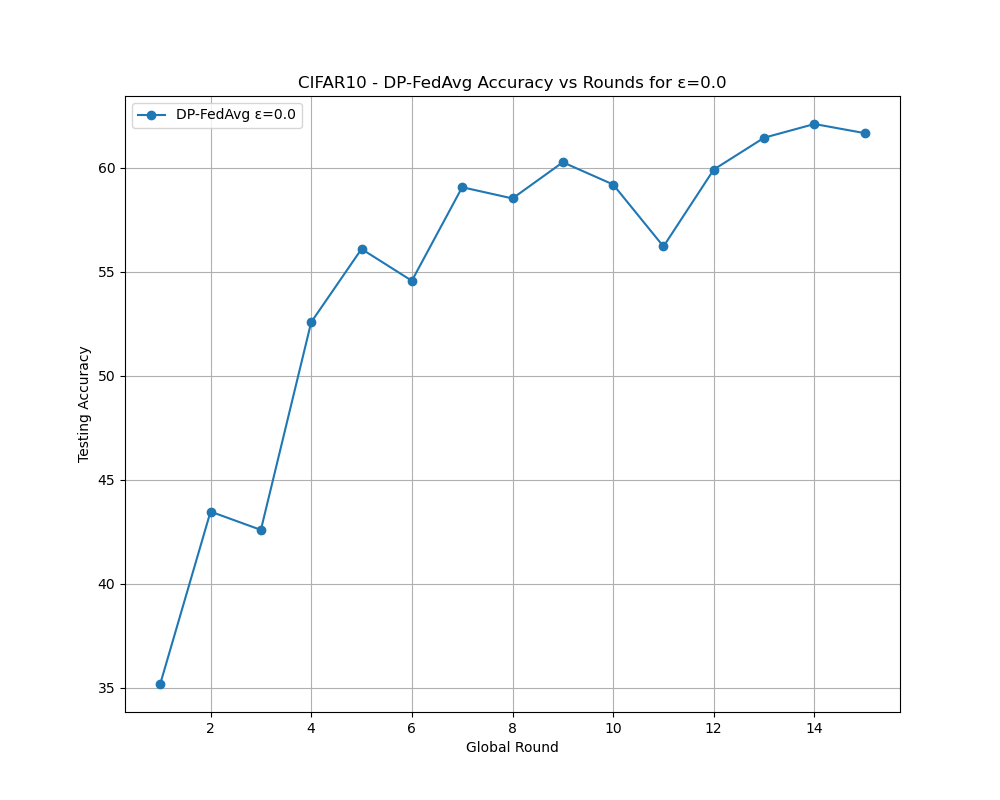 CIFAR10 - DP-FedAvg Accuracy vs Rounds for ε=0.0
DP-FedAvg ε=0.0
Testing Accuracy
60
55
50
45
40
35
2 4 6 8 10 12 14
Global Round